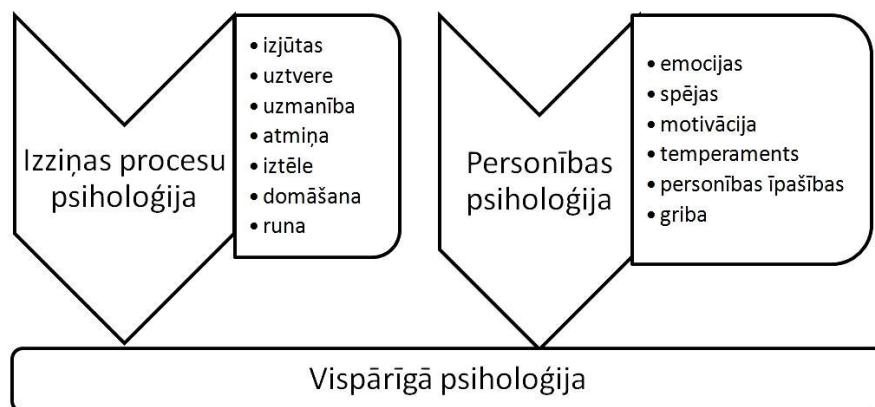 Izziņas procesu
psiholoģija
• izjūtas
• uztvere
• uzmanība
• atmiņa
• iztēle
• domāšana
• runa
Personības
psiholoģija
• emocijas
• spējas
• motivācija
• temperaments
• personības īpašības
• griba
Vispārīgā psiholoģija